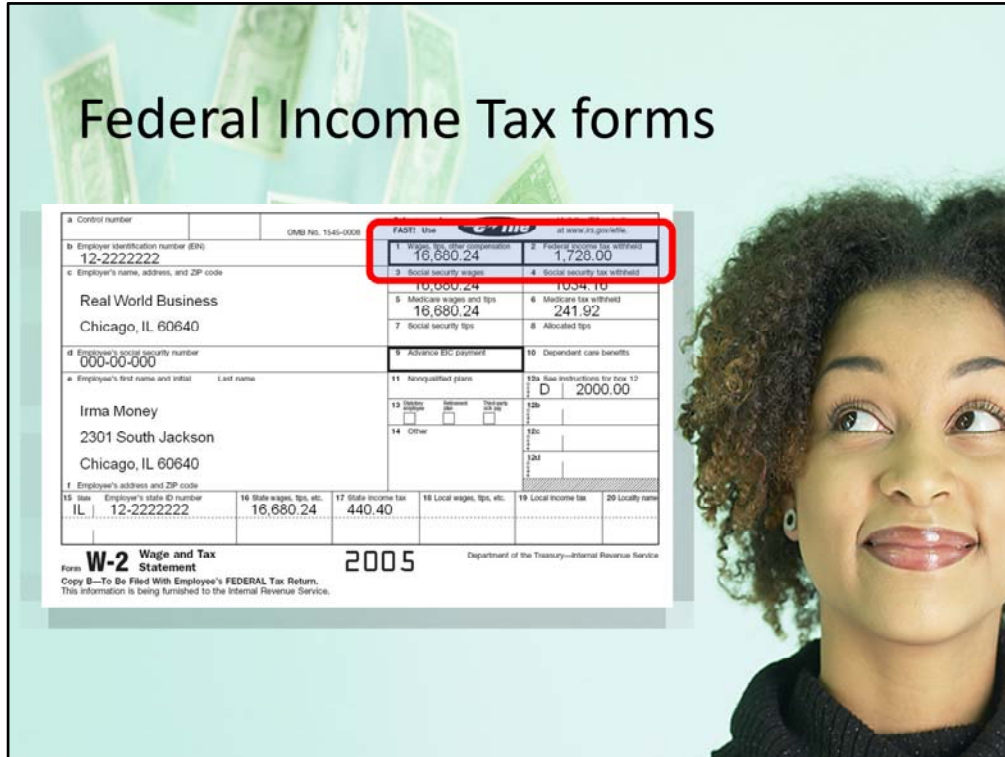 Federal Income Tax forms
a Control number
OMB No. 1545-0008
FAST! Use
at www.irs.gov/efile.
b Employer identification number (EIN)
12-2222222
1 Wages, tips, other compensation
16,680.24
2 Federal income tax withheld
1,728.00
c Employer's name, address, and ZIP code
Real World Business
Chicago, IL 60640
3 Social security wages
16,680.24
4 Social security tax withheld
1034.16
5 Medicare wages and tips
16,680.24
6 Medicare tax withheld
241.92
7 Social security tips
8 Allocated tips
d Employee's social security number
000-00-000
9 Advance EIC payment
10 Dependent care benefits
e Employee's first name and initial Last name
Irma Money
2301 South Jackson
Chicago, IL 60640
11 Nonqualified plans
12a See instructions for box 12
D 2000.00
13 Statutory employee Retirement plan Third-party sick pay
12b
14 Other
12c
12d
f Employee's address and ZIP code
15 State Employer's state ID number
IL 12-2222222
16 State wages, tips, etc.
16,680.24
17 State income tax
440.40
18 Local wages, tips, etc.
19 Local income tax
20 Locality name
Form W-2 Wage and Tax Statement
2005
Department of the Treasury—Internal Revenue Service
Copy B—To Be Filed With Employee's FEDERAL Tax Return.
This information is being furnished to the Internal Revenue Service.